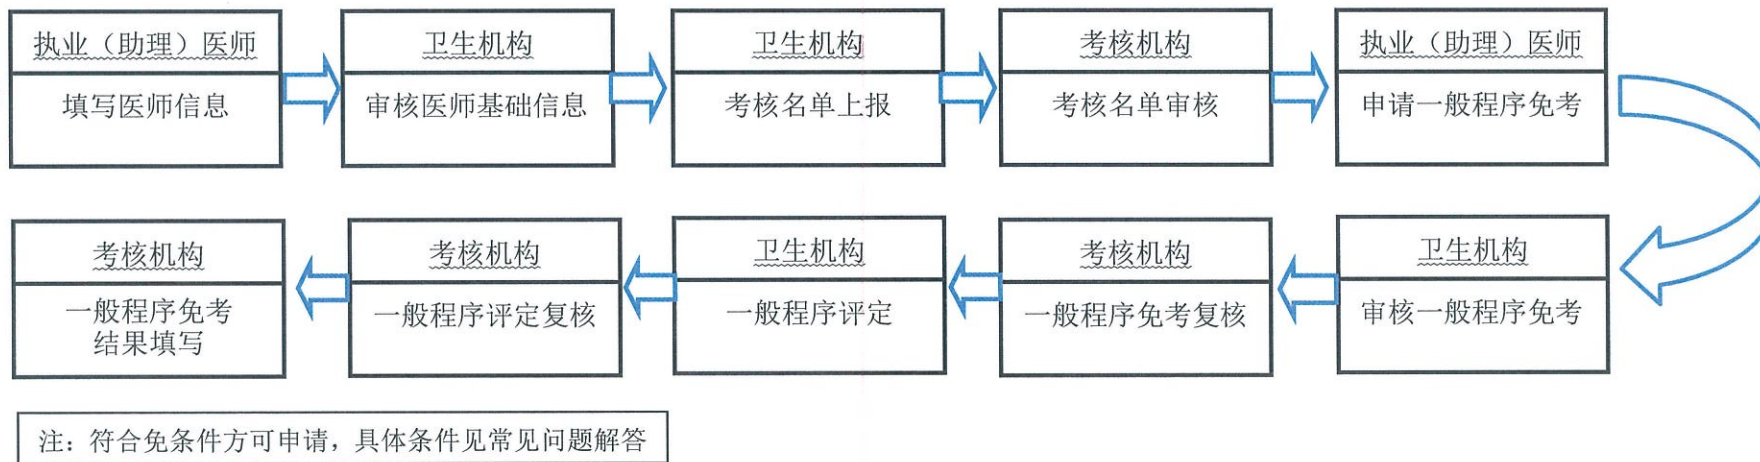 执业（助理）医师
填写医师信息
卫生机构
审核医师基础信息
卫生机构
考核名单上报
考核机构
考核名单审核
执业（助理）医师
申请一般程序免考
卫生机构
审核一般程序免考
考核机构
一般程序免考复核
卫生机构
一般程序评定
考核机构
一般程序评定复核
考核机构
一般程序免考
结果填写
注：符合免条件方可申请，具体条件见常见问题解答